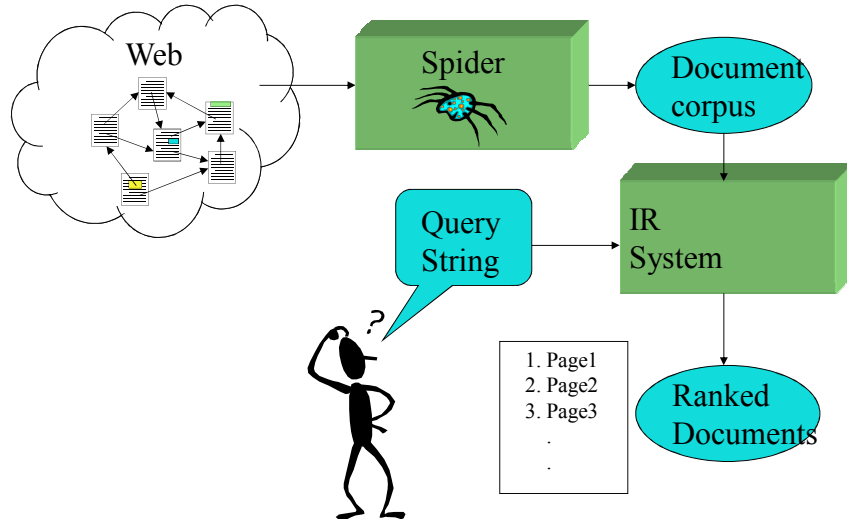 Web
Spider
Document
corpus
Query
String
IR
System
?
1. Page1
2. Page2
3. Page3
.
.
Ranked
Documents